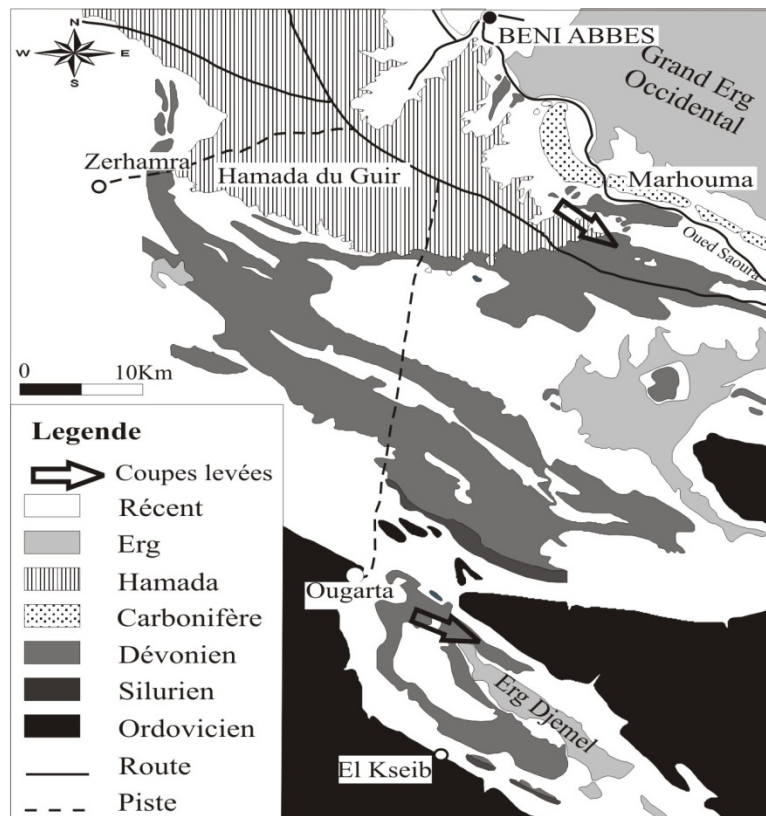 N
W E
S
BENI ABBES
Grand Erg
Occidental
Zerhamra
Hamada du Guir
Marhouma
Oued Saoura
0 10Km
Legende
Coupes levées
Récent
Erg
Hamada
Carbonifère
Dévonien
Silurien
Ordovicien
Route
Piste
Ougarta
Erg Djemel
El Kseib